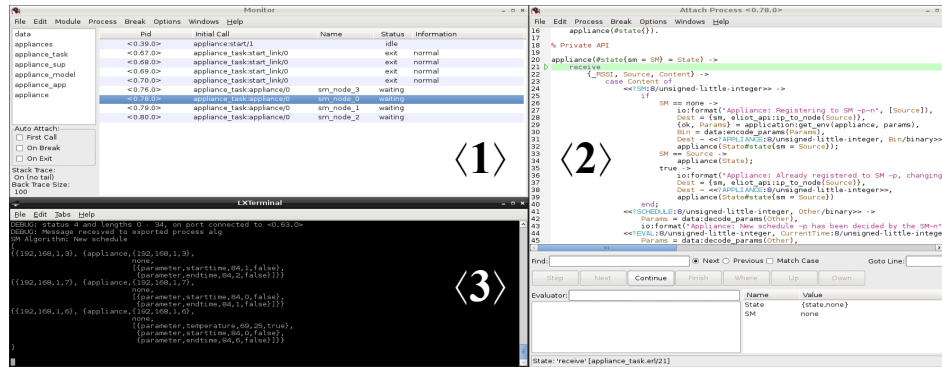 Monitor
File Edit Module Process Break Options Windows Help
data
appliances
appliance_task
appliance_sup
appliance_model
appliance_app
appliance
Auto Attach:
First Call
On Break
On Exit
Stack Trace:
On (no tail)
Back Trace Size:
100
Pid Initial Call Name Status Information
<0.39.0> appliance:start/1 idle
<0.67.0> appliance_task:start_link/0 exit normal
<0.68.0> appliance_task:start_link/0 exit normal
<0.69.0> appliance_task:start_link/0 exit normal
<0.70.0> appliance_task:start_link/0 exit normal
<0.76.0> appliance_task:appliance/0 sm_node_3 waiting
<0.78.0> appliance_task:appliance/0 sm_node_0 waiting
<0.79.0> appliance_task:appliance/0 sm_node_1 waiting
<0.80.0> appliance_task:appliance/0 sm_node_2 waiting
⟨1⟩
LXTerminal
File Edit Tabs Help
DEBUG: status 4 and lengths 0 - 34, on port connected to <0.63.0>
DEBUG: Message received to exported process alg
SM Algorithm: New schedule
[
{{192,168,1,3}, {appliance,{192,168,1,3},
none,
[{parameter,starttime,84,1,false},
{parameter,endtime,84,2,false}]}}
{{192,168,1,7}, {appliance,{192,168,1,7},
none,
[{parameter,starttime,84,0,false},
{parameter,endtime,84,1,false}]}}
{{192,168,1,6}, {appliance,{192,168,1,6},
none,
[{parameter,temperature,69,25,true},
{parameter,starttime,84,0,false},
{parameter,endtime,84,6,false}]}}
]
⟨3⟩
Attach Process <0.78.0>
File Edit Process Break Options Windows Help
16 appliance(#state{}).
17
18 % Private API
19
20 appliance(#state{sm = SM} = State) ->
21 receive
22 {_RSSI, Source, Content} ->
23 case Content of
24 <<?SM:8/unsigned-little-integer>> ->
25 if
26 SM == none ->
27 io:format("Appliance: Registering to SM ~p~n", [Source]),
28 Dest = {sm, eliot_api:ip_to_node(Source)},
29 {ok, Params} = application:get_env(appliance, params),
30 Bin = data:encode_params(Params),
31 Dest ~ <<?APPLIANCE:8/unsigned-little-integer, Bin/binary>>
32 appliance(State#state{sm = Source});
33 SM == Source ->
34 appliance(State);
35 true ->
36 io:format("Appliance: Already registered to SM ~p, changing
37 Dest = {sm, eliot_api:ip_to_node(Source)},
38 Dest ~ <<?APPLIANCE:8/unsigned-little-integer>>,
39 appliance(State#state{sm = Source})
40 end;
41 <<?SCHEDULE:8/unsigned-little-integer, Other/binary>> ->
42 Params = data:decode_params(Other),
43 io:format("Appliance: New schedule ~p has been decided by the SM~n"
44 <<?EVAL:8/unsigned-little-integer, CurrentTime:8/unsigned-little-intege
45 Params = data:decode_params(Other),
⟨2⟩
Find: Next Previous Match Case Goto Line:
Step Next Continue Finish Where Up Down
Evaluator:
Name Value
State {state,none}
SM none
State: 'receive' [appliance_task.erl/21]